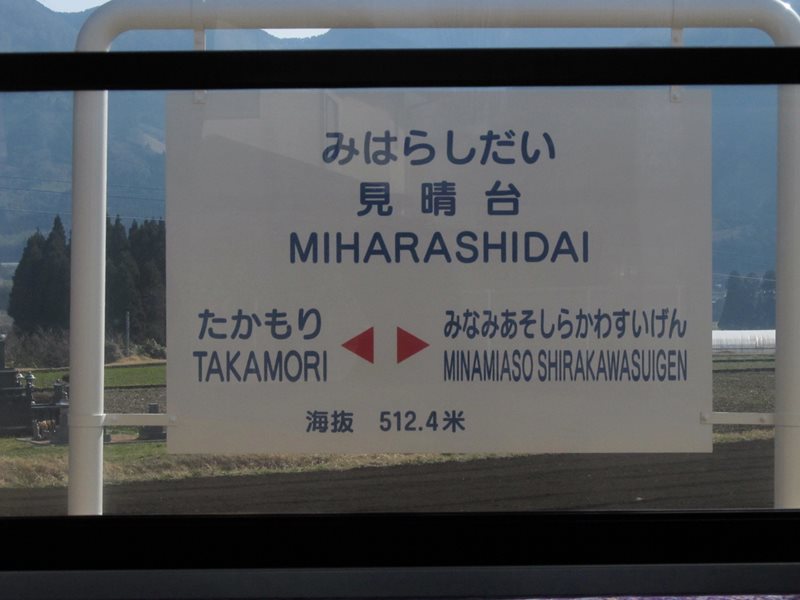 みはらしだい
見晴台
MIHARASHIDAI
たかもり ◀ ▶ みなみあそしらかわすいげん
TAKAMORI MINAMIASO SHIRAKAWASUIGEN
海抜 512.4米